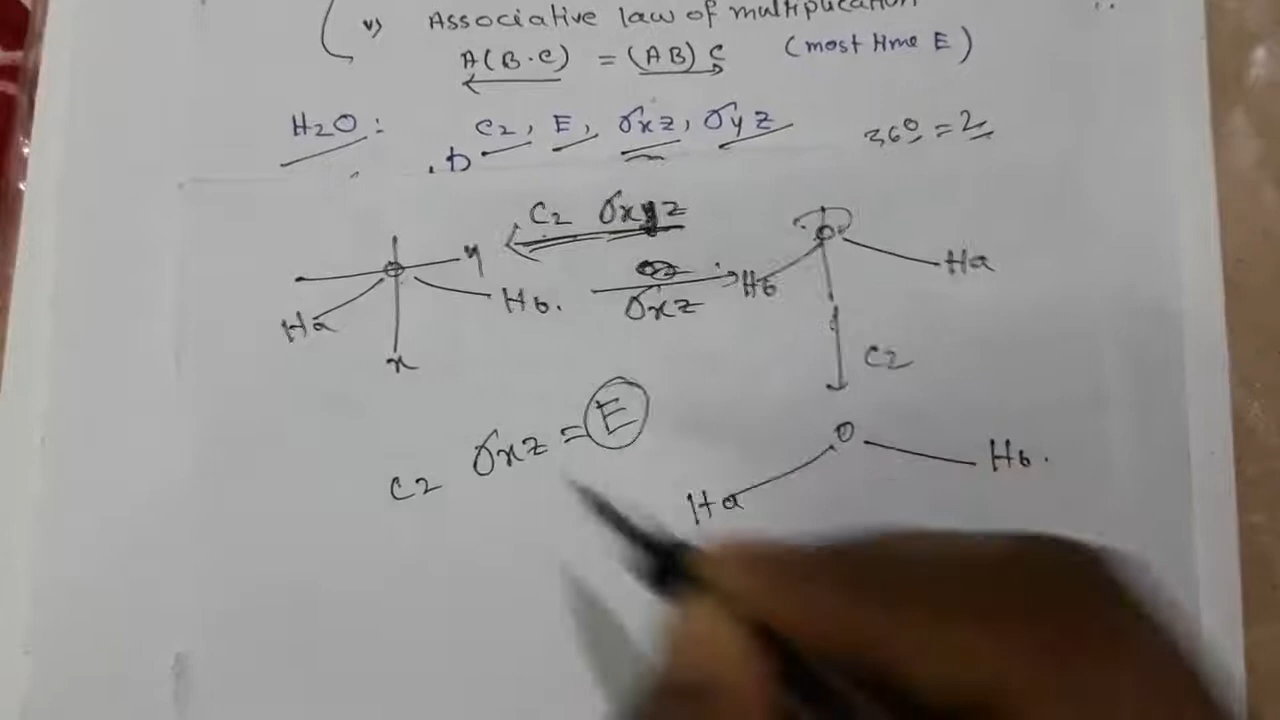 v) Associative law of multiplication
A(B·C) = (AB) C (most time E)
H2O: C2, E, σxz, σyz 360 = 2
C2 σxyz
y
Ha Hb.
x
σxz
O
Hb Ha
C2
C2 σxz = E
O
Ha Hb.